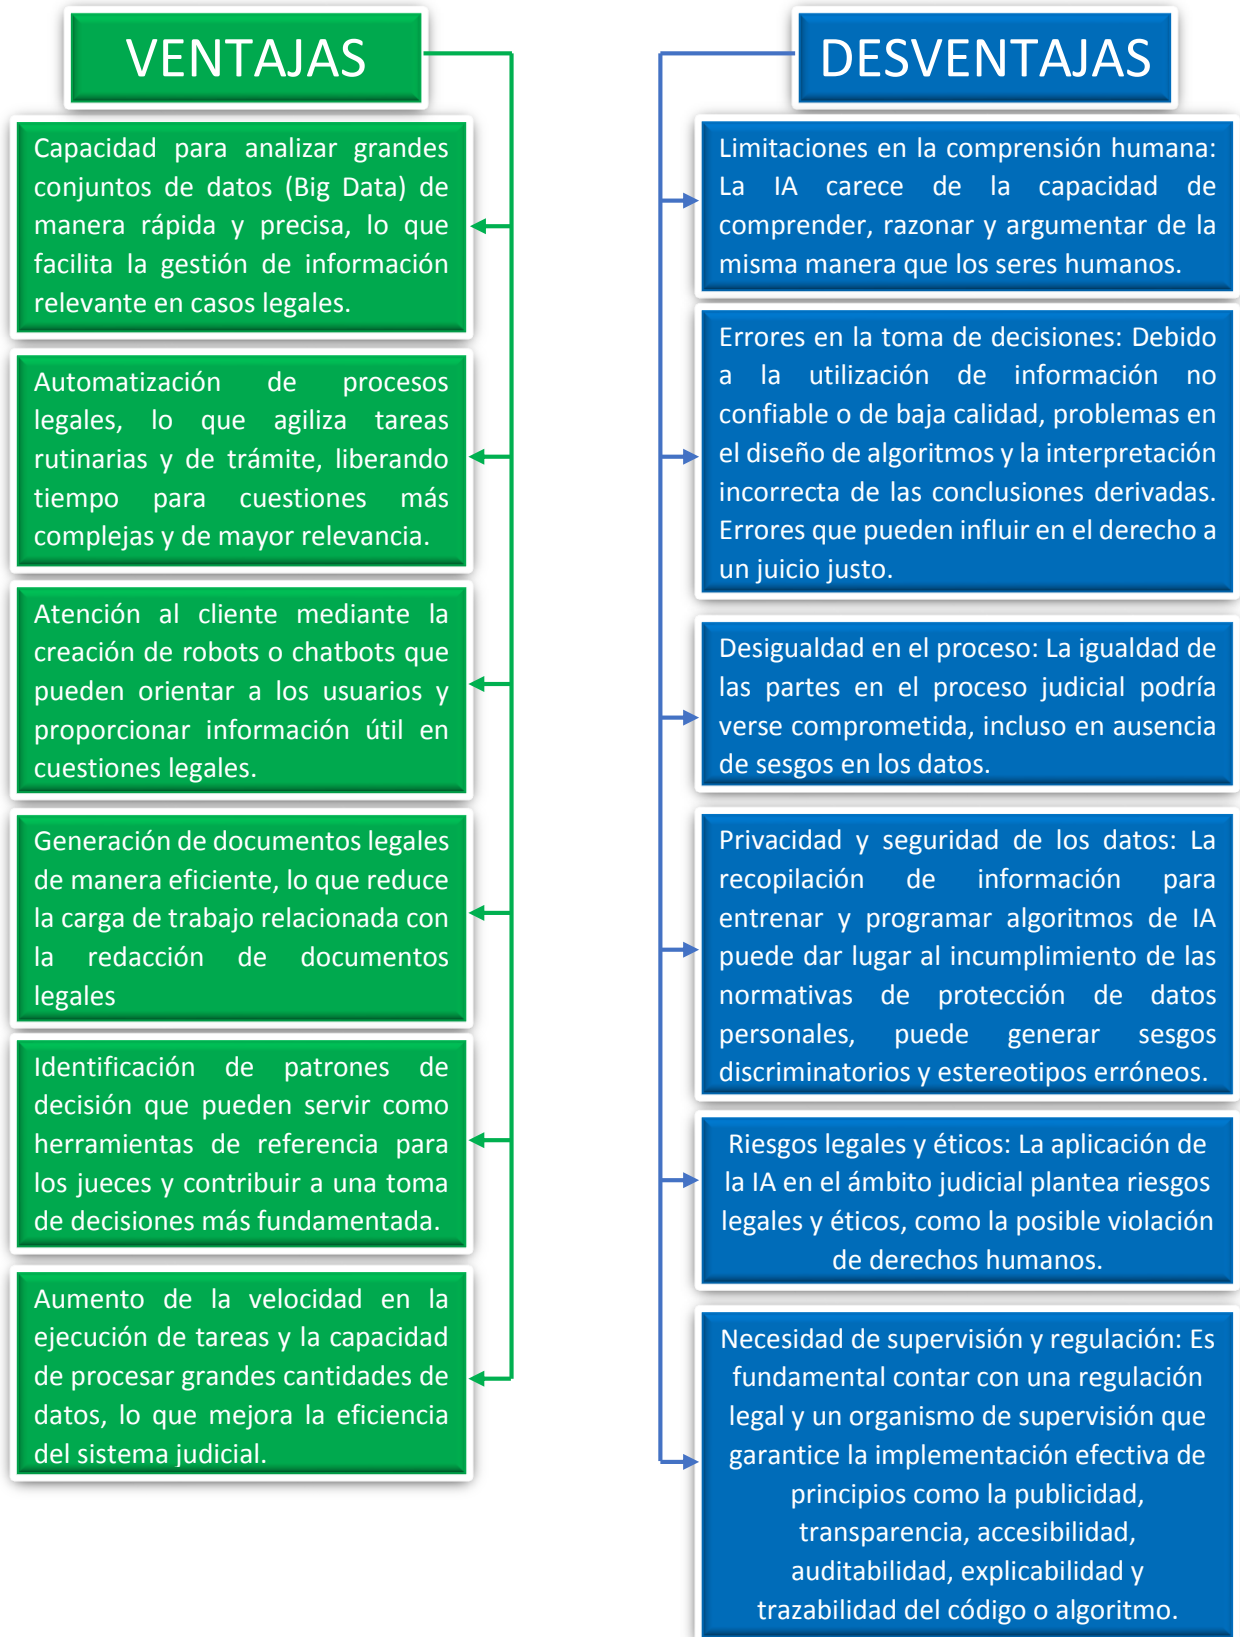 VENTAJAS
Capacidad para analizar grandes
conjuntos de datos (Big Data) de
manera rápida y precisa, lo que
facilita la gestión de información
relevante en casos legales.
Automatización de procesos
legales, lo que agiliza tareas
rutinarias y de trámite, liberando
tiempo para cuestiones más
complejas y de mayor relevancia.
Atención al cliente mediante la
creación de robots o chatbots que
pueden orientar a los usuarios y
proporcionar información útil en
cuestiones legales.
Generación de documentos legales
de manera eficiente, lo que reduce
la carga de trabajo relacionada con
la redacción de documentos
legales
Identificación de patrones de
decisión que pueden servir como
herramientas de referencia para
los jueces y contribuir a una toma
de decisiones más fundamentada.
Aumento de la velocidad en la
ejecución de tareas y la capacidad
de procesar grandes cantidades de
datos, lo que mejora la eficiencia
del sistema judicial.
DESVENTAJAS
Limitaciones en la comprensión humana:
La IA carece de la capacidad de
comprender, razonar y argumentar de la
misma manera que los seres humanos.
Errores en la toma de decisiones: Debido
a la utilización de información no
confiable o de baja calidad, problemas en
el diseño de algoritmos y la interpretación
incorrecta de las conclusiones derivadas.
Errores que pueden influir en el derecho a
un juicio justo.
Desigualdad en el proceso: La igualdad de
las partes en el proceso judicial podría
verse comprometida, incluso en ausencia
de sesgos en los datos.
Privacidad y seguridad de los datos: La
recopilación de información para
entrenar y programar algoritmos de IA
puede dar lugar al incumplimiento de las
normativas de protección de datos
personales, puede generar sesgos
discriminatorios y estereotipos erróneos.
Riesgos legales y éticos: La aplicación de
la IA en el ámbito judicial plantea riesgos
legales y éticos, como la posible violación
de derechos humanos.
Necesidad de supervisión y regulación: Es
fundamental contar con una regulación
legal y un organismo de supervisión que
garantice la implementación efectiva de
principios como la publicidad,
transparencia, accesibilidad,
auditabilidad, explicabilidad y
trazabilidad del código o algoritmo.